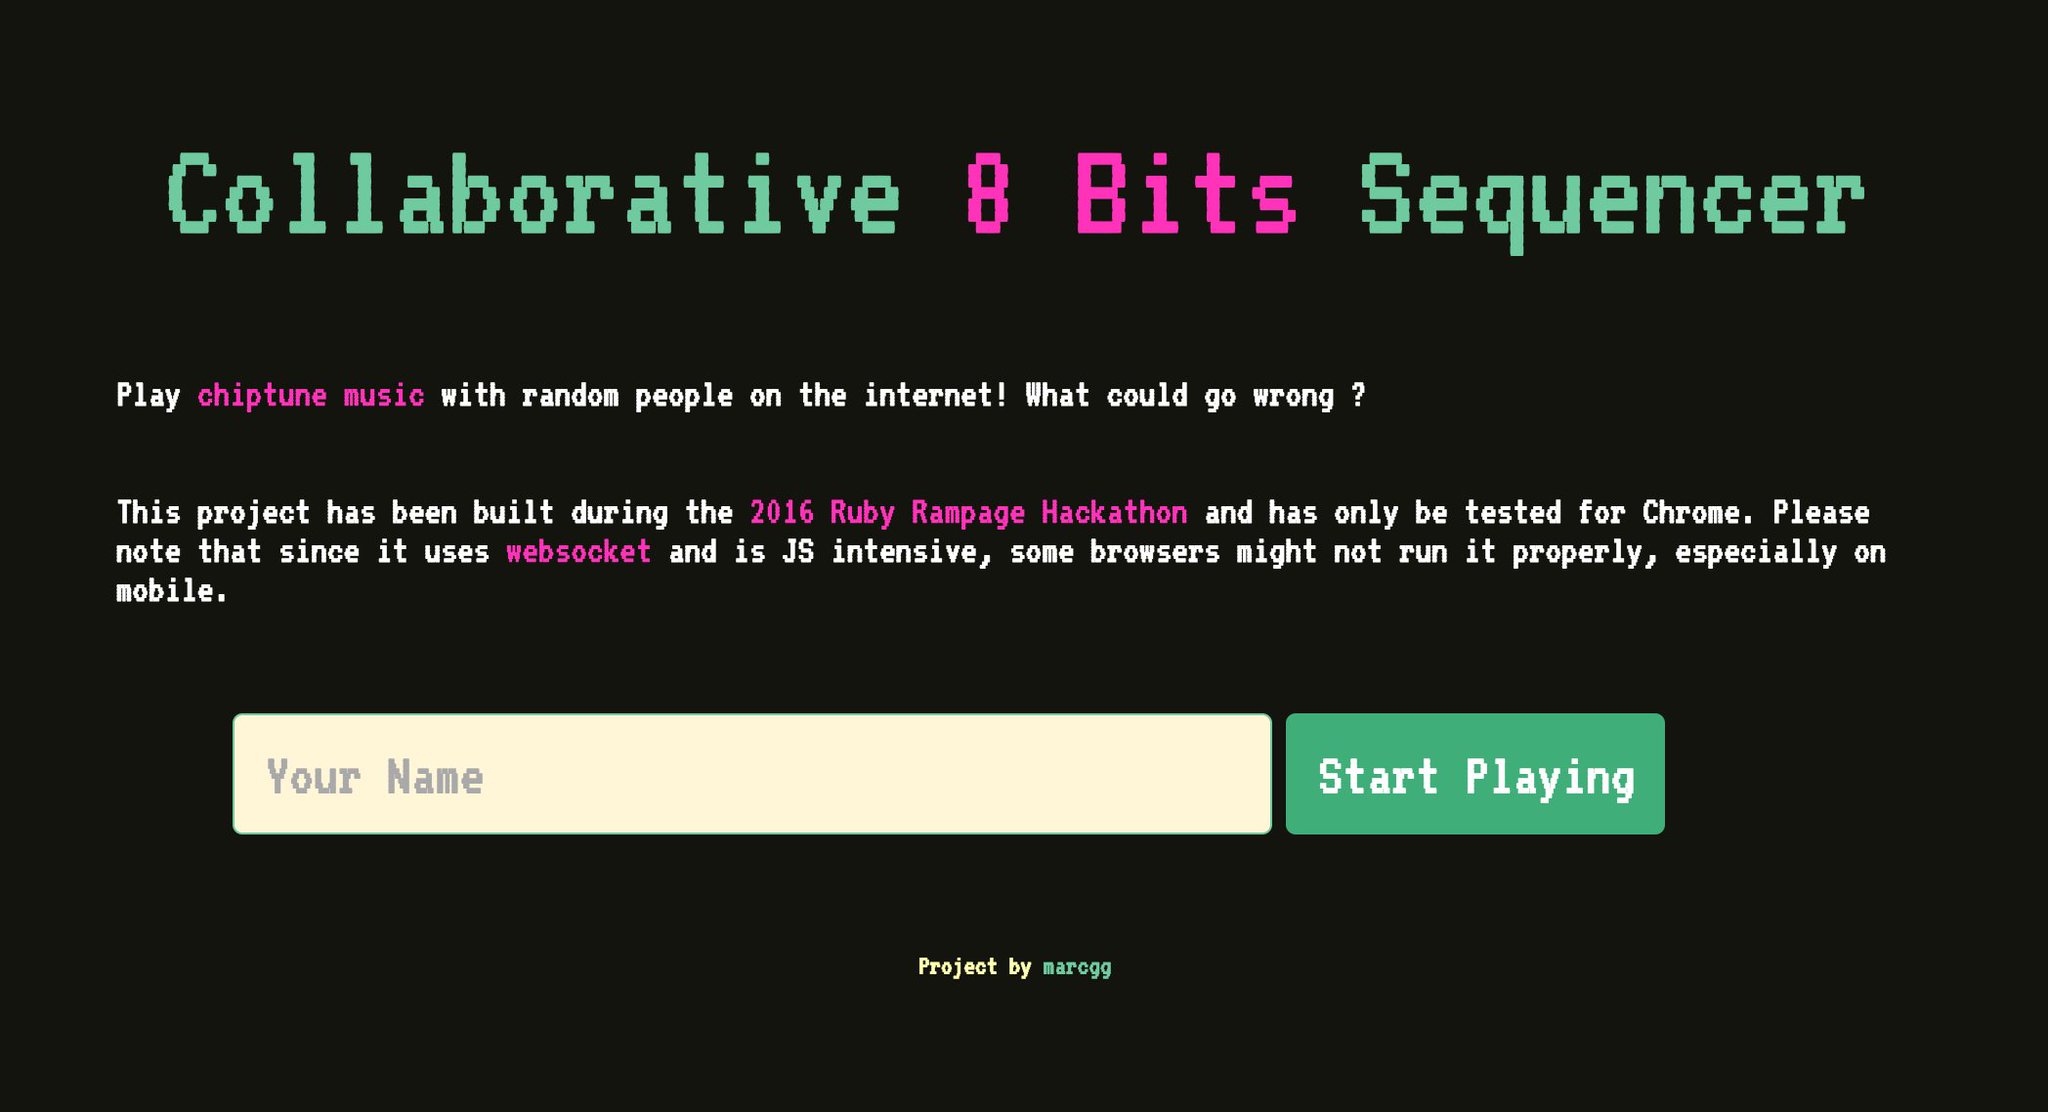 Collaborative 8 Bits Sequencer
Play chiptune music with random people on the internet! What could go wrong ?
This project has been built during the 2016 Ruby Rampage Hackathon and has only be tested for Chrome. Please
note that since it uses websocket and is JS intensive, some browsers might not run it properly, especially on
mobile.
Your Name
Start Playing
Project by marcgg